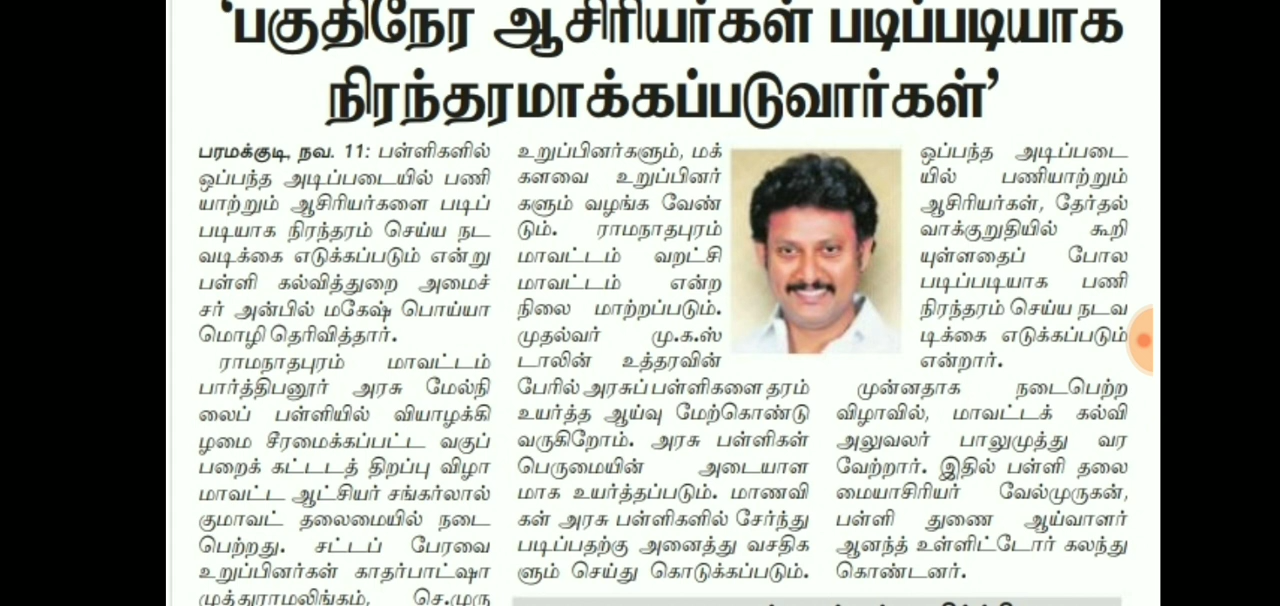 ‘பகுதிநேர ஆசிரியர்கள் படிப்படியாக
நிரந்தரமாக்கப்படுவார்கள்’
பரமக்குடி, நவ. 11: பள்ளிகளில்
ஒப்பந்த அடிப்படையில் பணி
யாற்றும் ஆசிரியர்களை படிப்
படியாக நிரந்தரம் செய்ய நட
வடிக்கை எடுக்கப்படும் என்று
பள்ளி கல்வித்துறை அமைச்
சர் அன்பில் மகேஷ் பொய்யா
மொழி தெரிவித்தார்.
ராமநாதபுரம் மாவட்டம்
பார்த்திபனூர் அரசு மேல்நி
லைப் பள்ளியில் வியாழக்கி
ழமை சீரமைக்கப்பட்ட வகுப்
பறைக் கட்டடத் திறப்பு விழா
மாவட்ட ஆட்சியர் சங்கர்லால்
குமாவட் தலைமையில் நடை
பெற்றது. சட்டப் பேரவை
உறுப்பினர்கள் காதர்பாட்ஷா
முத்துராமலிங்கம், செ.முரு
உறுப்பினர்களும், மக்
களவை உறுப்பினர்
களும் வழங்க வேண்
டும். ராமநாதபுரம்
மாவட்டம் வறட்சி
மாவட்டம் என்ற
நிலை மாற்றப்படும்.
முதல்வர் மு.க.ஸ்
டாலின் உத்தரவின்
பேரில் அரசுப் பள்ளிகளை தரம்
உயர்த்த ஆய்வு மேற்கொண்டு
வருகிறோம். அரசு பள்ளிகள்
பெருமையின் அடையாள
மாக உயர்த்தப்படும். மாணவி
கள் அரசு பள்ளிகளில் சேர்ந்து
படிப்பதற்கு அனைத்து வசதிக
ளும் செய்து கொடுக்கப்படும்.
ஒப்பந்த அடிப்படை
யில் பணியாற்றும்
ஆசிரியர்கள், தேர்தல்
வாக்குறுதியில் கூறி
யுள்ளதைப் போல
படிப்படியாக பணி
நிரந்தரம் செய்ய நடவ
டிக்கை எடுக்கப்படும்
என்றார்.
முன்னதாக நடைபெற்ற
விழாவில், மாவட்டக் கல்வி
அலுவலர் பாலுமுத்து வர
வேற்றார். இதில் பள்ளி தலை
மையாசிரியர் வேல்முருகன்,
பள்ளி துணை ஆய்வாளர்
ஆனந்த் உள்ளிட்டோர் கலந்து
கொண்டனர்.